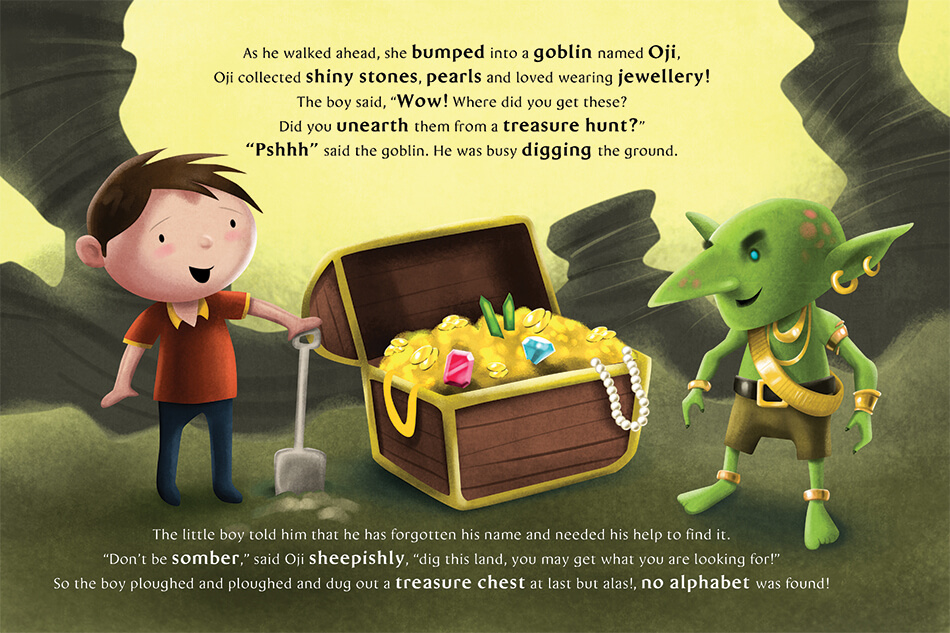 As he walked ahead, she bumped into a goblin named Oji,
Oji collected shiny stones, pearls and loved wearing jewellery!
The boy said, “Wow! Where did you get these?
Did you unearth them from a treasure hunt?”
“Pshhh” said the goblin. He was busy digging the ground.
The little boy told him that he has forgotten his name and needed his help to find it.
“Don’t be somber,” said Oji sheepishly, “dig this land, you may get what you are looking for!”
So the boy ploughed and ploughed and dug out a treasure chest at last but alas!, no alphabet was found!